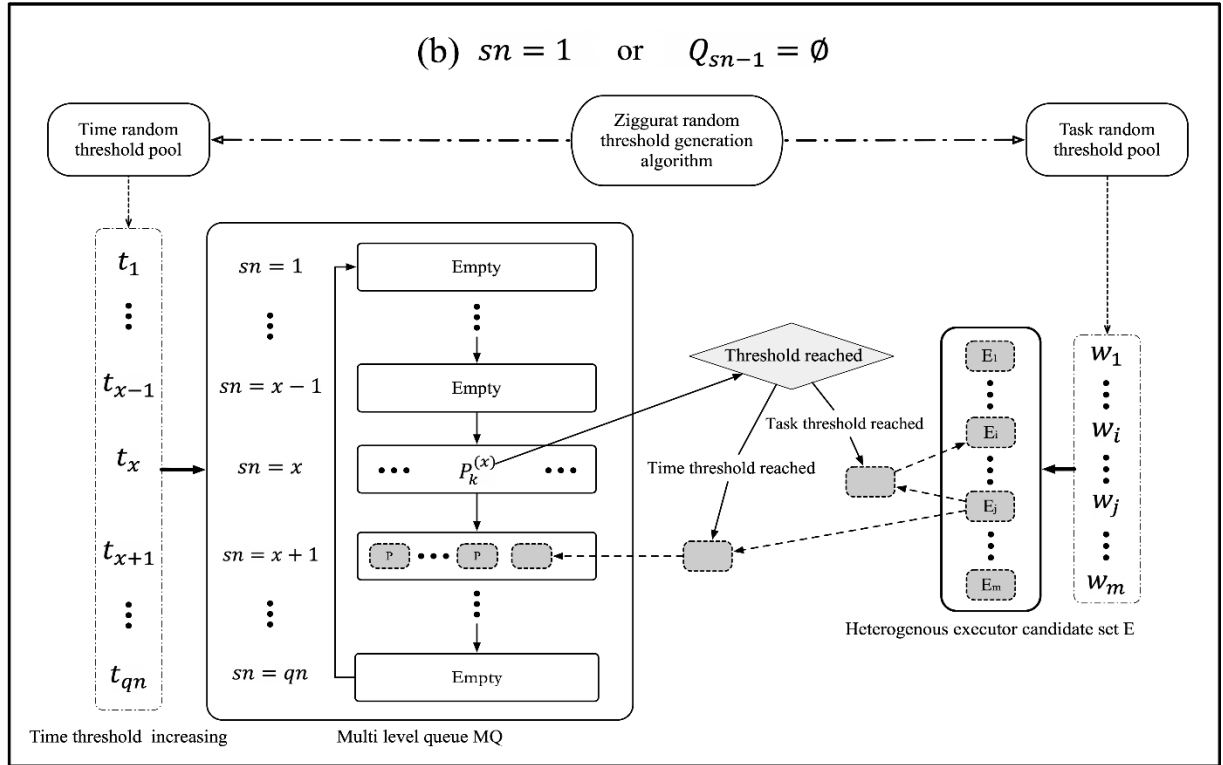 (b) sn = 1 or Q_{sn−1} = ∅
Time random
threshold pool
Ziggurat random
threshold generation
algorithm
Task random
threshold pool
t_1
⋮
t_{x−1}
t_x
t_{x+1}
⋮
t_{qn}
Time threshold increasing
sn = 1
Empty
⋮
⋮
sn = x − 1
Empty
sn = x
••• P_k^{(x)} •••
sn = x + 1
P ••• P
⋮
⋮
sn = qn
Empty
Multi level queue MQ
Threshold reached
Task threshold reached
Time threshold reached
E_1
⋮
E_i
⋮
E_j
⋮
E_m
Heterogenous executor candidate set E
w_1
⋮
w_i
⋮
w_j
⋮
w_m